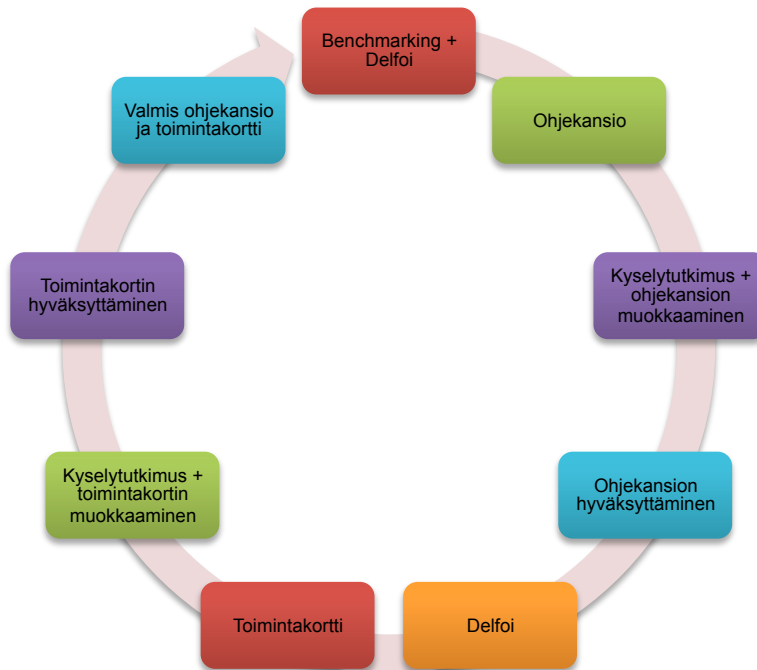 Benchmarking +
Delfoi
Ohjekansio
Kyselytutkimus +
ohjekansion
muokkaaminen
Ohjekansion
hyväksyttäminen
Delfoi
Toimintakortti
Kyselytutkimus +
toimintakortin
muokkaaminen
Toimintakortin
hyväksyttäminen
Valmis ohjekansio
ja toimintakortti